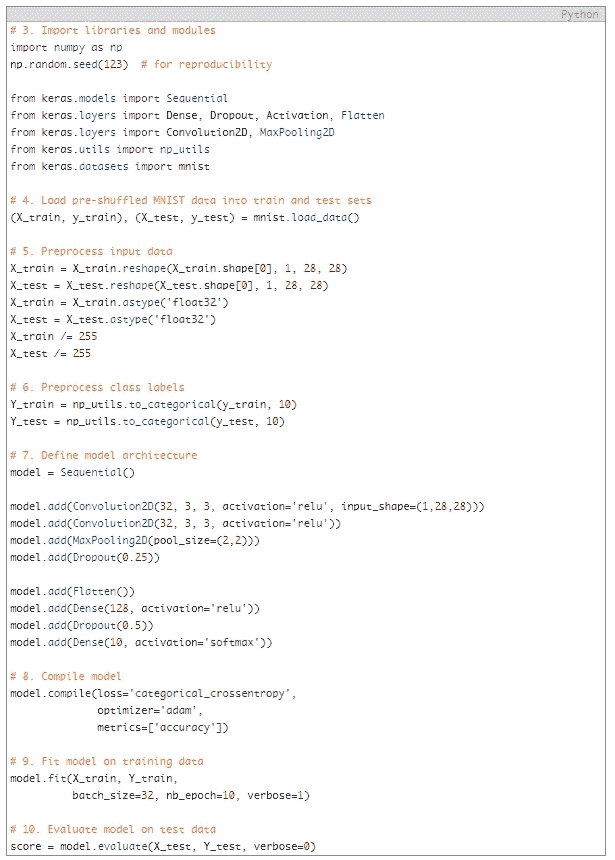 Python
# 3. Import libraries and modules
import numpy as np
np.random.seed(123)  # for reproducibility
from keras.models import Sequential
from keras.layers import Dense, Dropout, Activation, Flatten
from keras.layers import Convolution2D, MaxPooling2D
from keras.utils import np_utils
from keras.datasets import mnist
# 4. Load pre-shuffled MNIST data into train and test sets
(X_train, y_train), (X_test, y_test) = mnist.load_data()
# 5. Preprocess input data
X_train = X_train.reshape(X_train.shape[0], 1, 28, 28)
X_test = X_test.reshape(X_test.shape[0], 1, 28, 28)
X_train = X_train.astype('float32')
X_test = X_test.astype('float32')
X_train /= 255
X_test /= 255
# 6. Preprocess class labels
Y_train = np_utils.to_categorical(y_train, 10)
Y_test = np_utils.to_categorical(y_test, 10)
# 7. Define model architecture
model = Sequential()
model.add(Convolution2D(32, 3, 3, activation='relu', input_shape=(1,28,28)))
model.add(Convolution2D(32, 3, 3, activation='relu'))
model.add(MaxPooling2D(pool_size=(2,2)))
model.add(Dropout(0.25))
model.add(Flatten())
model.add(Dense(128, activation='relu'))
model.add(Dropout(0.5))
model.add(Dense(10, activation='softmax'))
# 8. Compile model
model.compile(loss='categorical_crossentropy',
              optimizer='adam',
              metrics=['accuracy'])
# 9. Fit model on training data
model.fit(X_train, Y_train,
          batch_size=32, nb_epoch=10, verbose=1)
# 10. Evaluate model on test data
score = model.evaluate(X_test, Y_test, verbose=0)